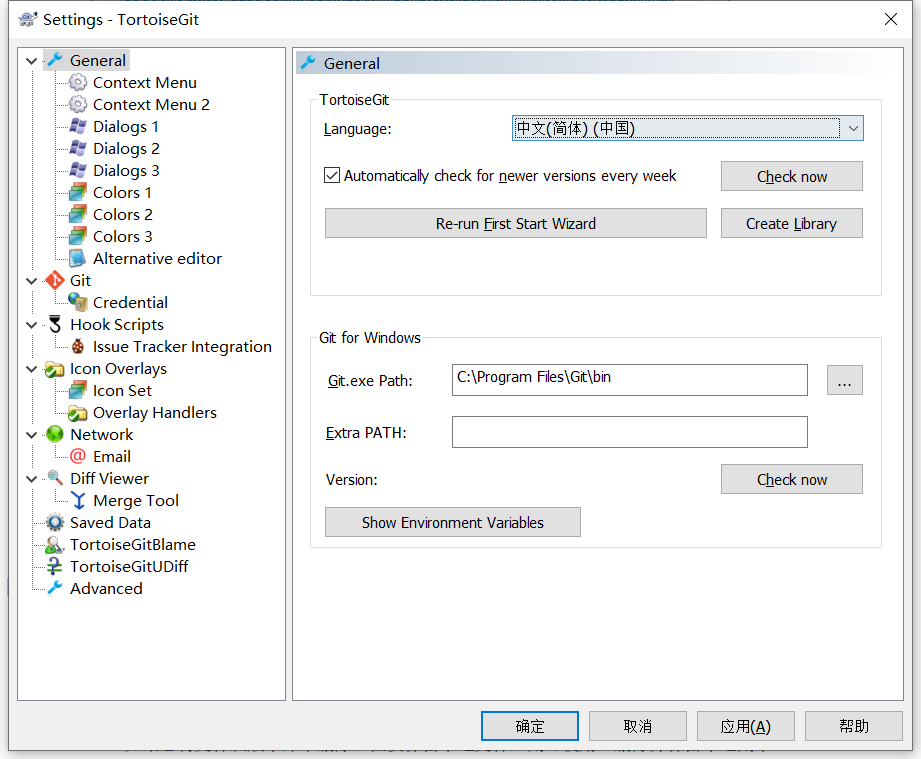 Settings - TortoiseGit
General
Context Menu
Context Menu 2
Dialogs 1
Dialogs 2
Dialogs 3
Colors 1
Colors 2
Colors 3
Alternative editor
Git
Credential
Hook Scripts
Issue Tracker Integration
Icon Overlays
Icon Set
Overlay Handlers
Network
Email
Diff Viewer
Merge Tool
Saved Data
TortoiseGitBlame
TortoiseGitUDiff
Advanced
General
TortoiseGit
Language:
中文(简体) (中国)
Automatically check for newer versions every week
Check now
Re-run First Start Wizard
Create Library
Git for Windows
Git.exe Path:
C:\Program Files\Git\bin
...
Extra PATH:
Version:
Check now
Show Environment Variables
确定
取消
应用(A)
帮助